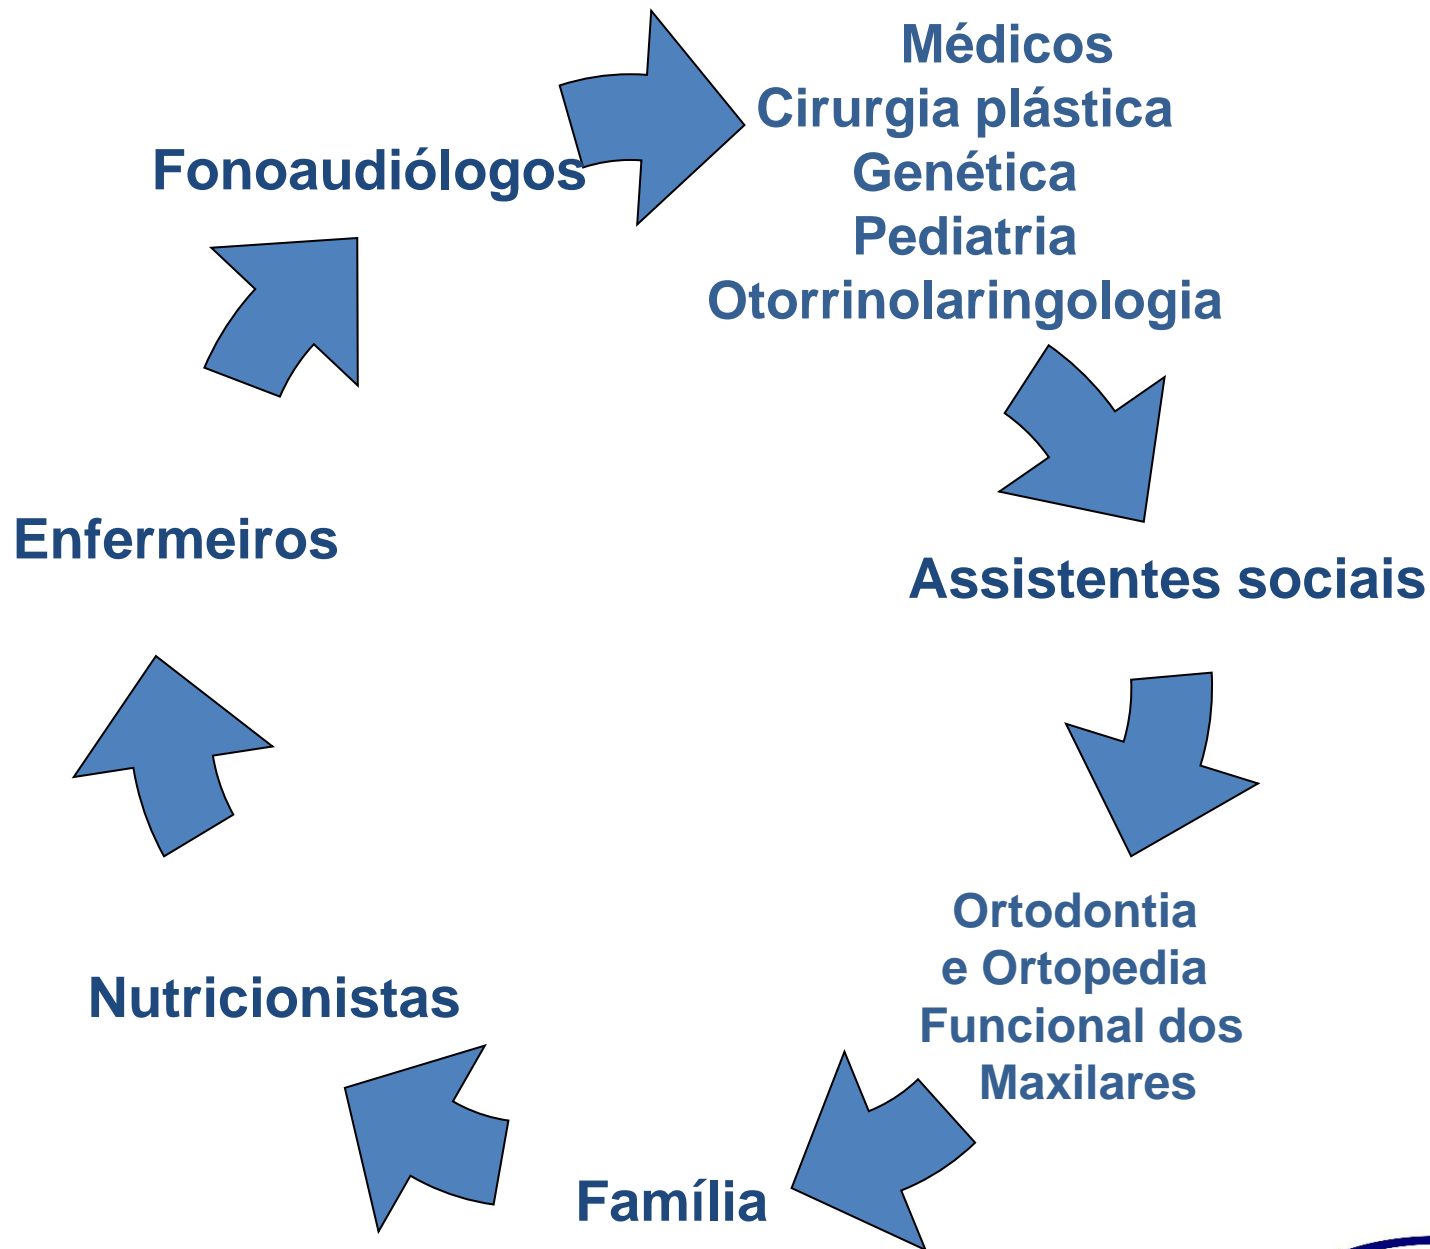 Médicos
Cirurgia plástica
Genética
Pediatria
Otorrinolaringologia
Fonoaudiólogos
Enfermeiros
Assistentes sociais
Ortodontia
e Ortopedia
Funcional dos
Maxilares
Nutricionistas
Família